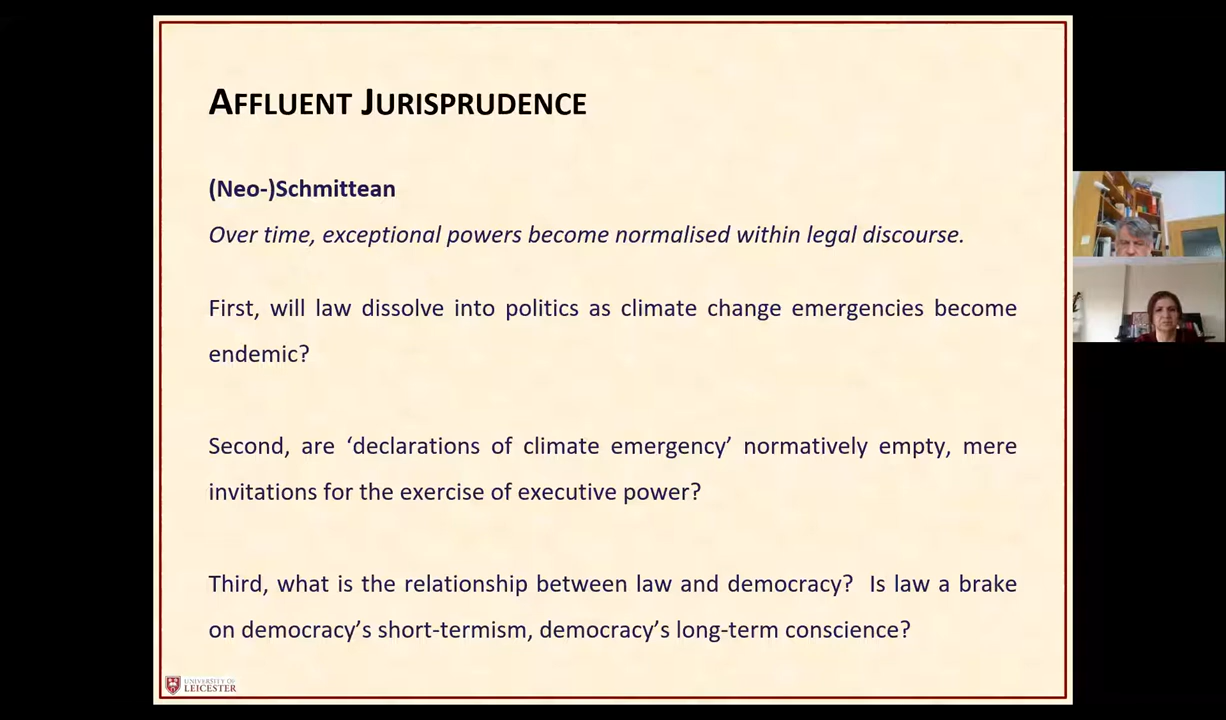 AFFLUENT JURISPRUDENCE
(Neo-)Schmittean
Over time, exceptional powers become normalised within legal discourse.
First, will law dissolve into politics as climate change emergencies become
endemic?
Second, are ‘declarations of climate emergency’ normatively empty, mere
invitations for the exercise of executive power?
Third, what is the relationship between law and democracy? Is law a brake
on democracy’s short-termism, democracy’s long-term conscience?
UNIVERSITY OF
LEICESTER